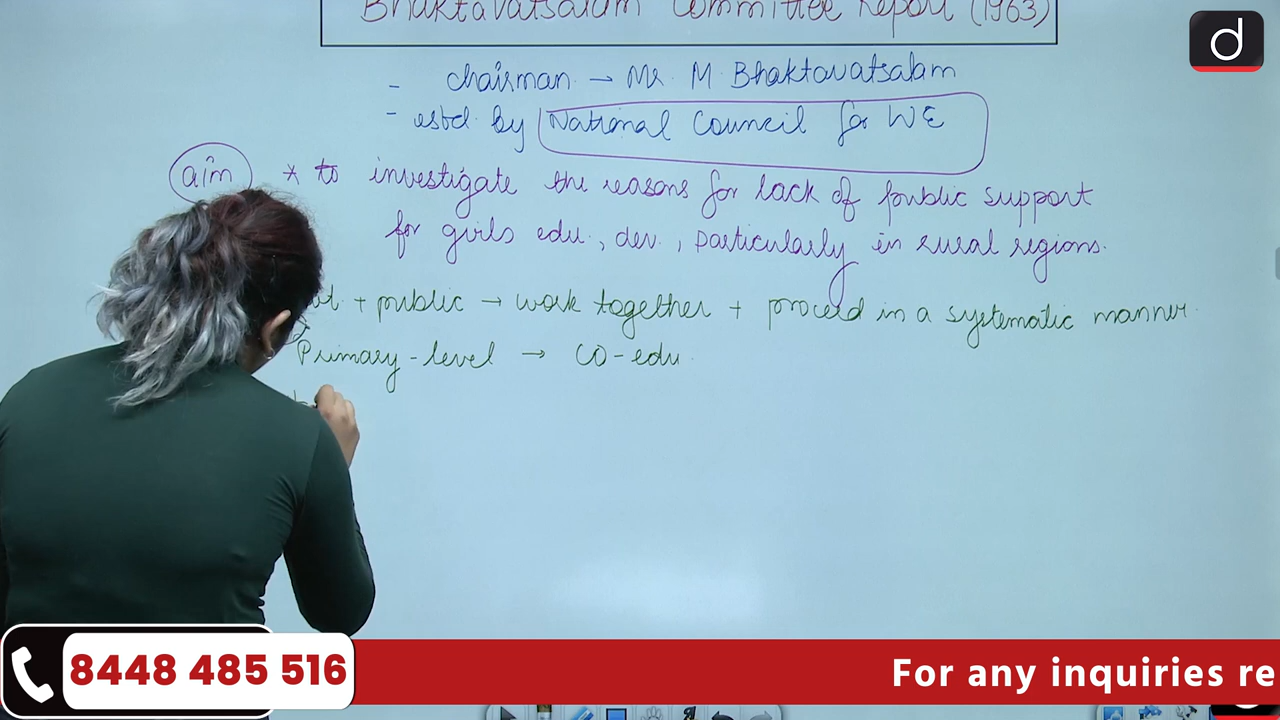 Bhaktavatsalam Committee Report (1963)
d
- chairman → Mr. M Bhaktavatsalam
- estd by National Council for WE
aim * to investigate the reasons for lack of public support
for girls edu., dev., particularly in rural regions.
+ public → work together + proceed in a systematic manner.
Primary-level → co-edu.
8448 485 516
For any inquiries re